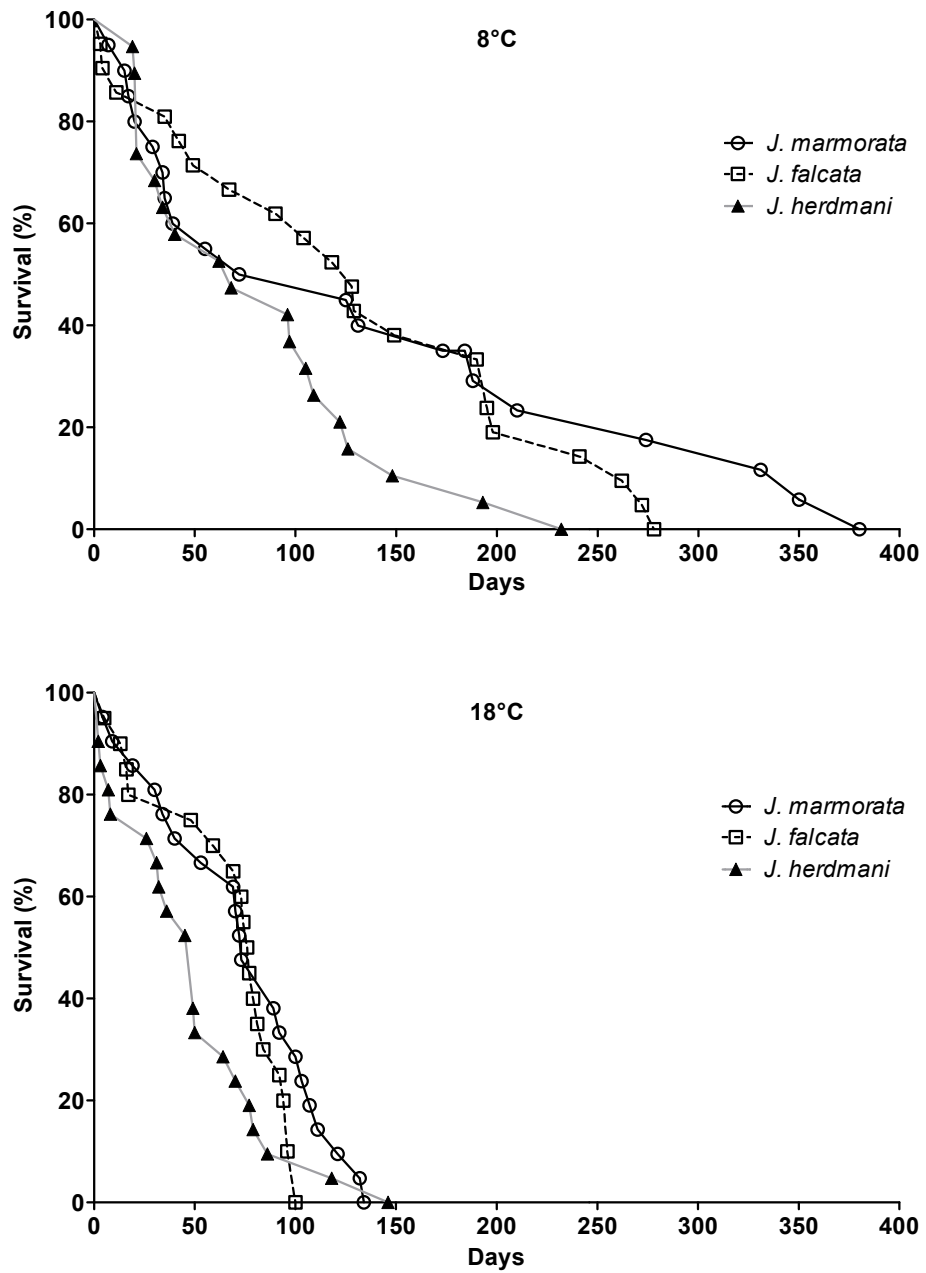 8°C
100
80
60
40
20
0
Survival (%)
J. marmorata
J. falcata
J. herdmani
0 50 100 150 200 250 300 350 400
Days
18°C
100
80
60
40
20
0
Survival (%)
J. marmorata
J. falcata
J. herdmani
0 50 100 150 200 250 300 350 400
Days